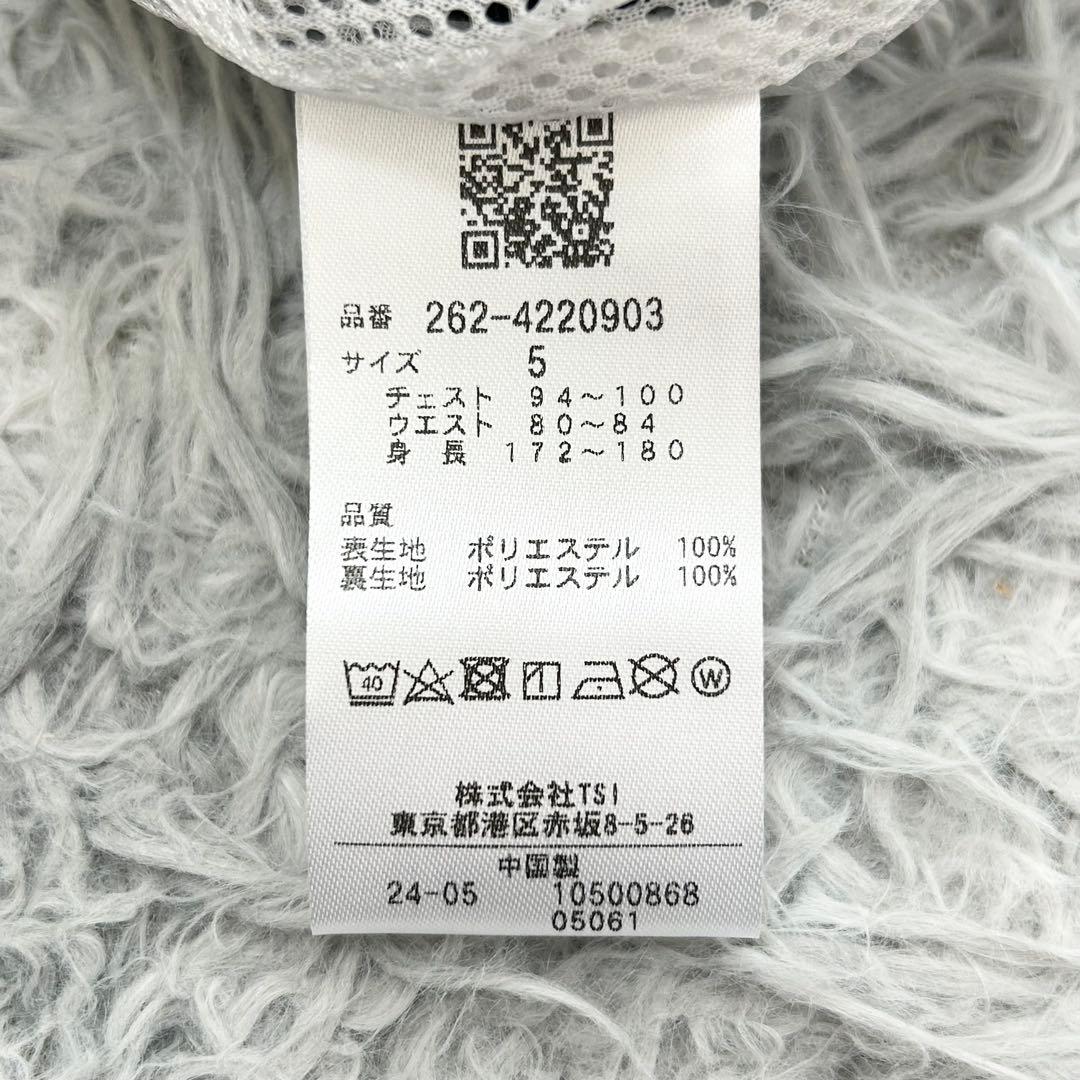 品番 262-4220903
サイズ 5
チェスト 94～100
ウエスト 80～84
身長 172～180
品質
表生地 ポリエステル 100%
裏生地 ポリエステル 100%
40 W
株式会社TSI
東京都港区赤坂8-5-26
中国製
24-05 10500868
05061